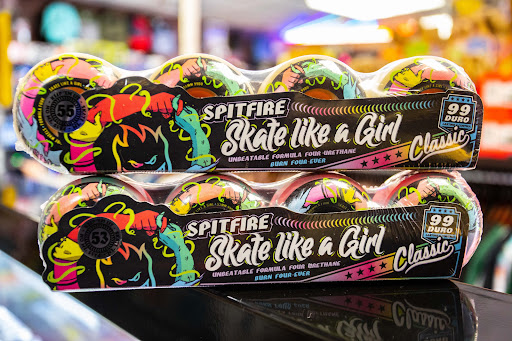 55
SPITFIRE
Skate like a Girl
UNBEATABLE FORMULA FOUR URETHANE
BURN FOUR-EVER
99
DURO
Classic
53
SPITFIRE
Skate like a Girl
UNBEATABLE FORMULA FOUR URETHANE
BURN FOUR-EVER
99
DURO
Classic